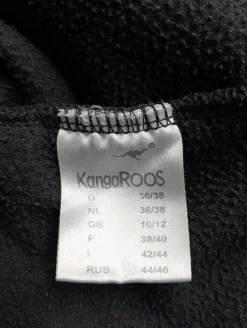 KangaROOS
D 36/38
NL 36/38
GB 10/12
F 38/40
I 42/44
RUS 44/46